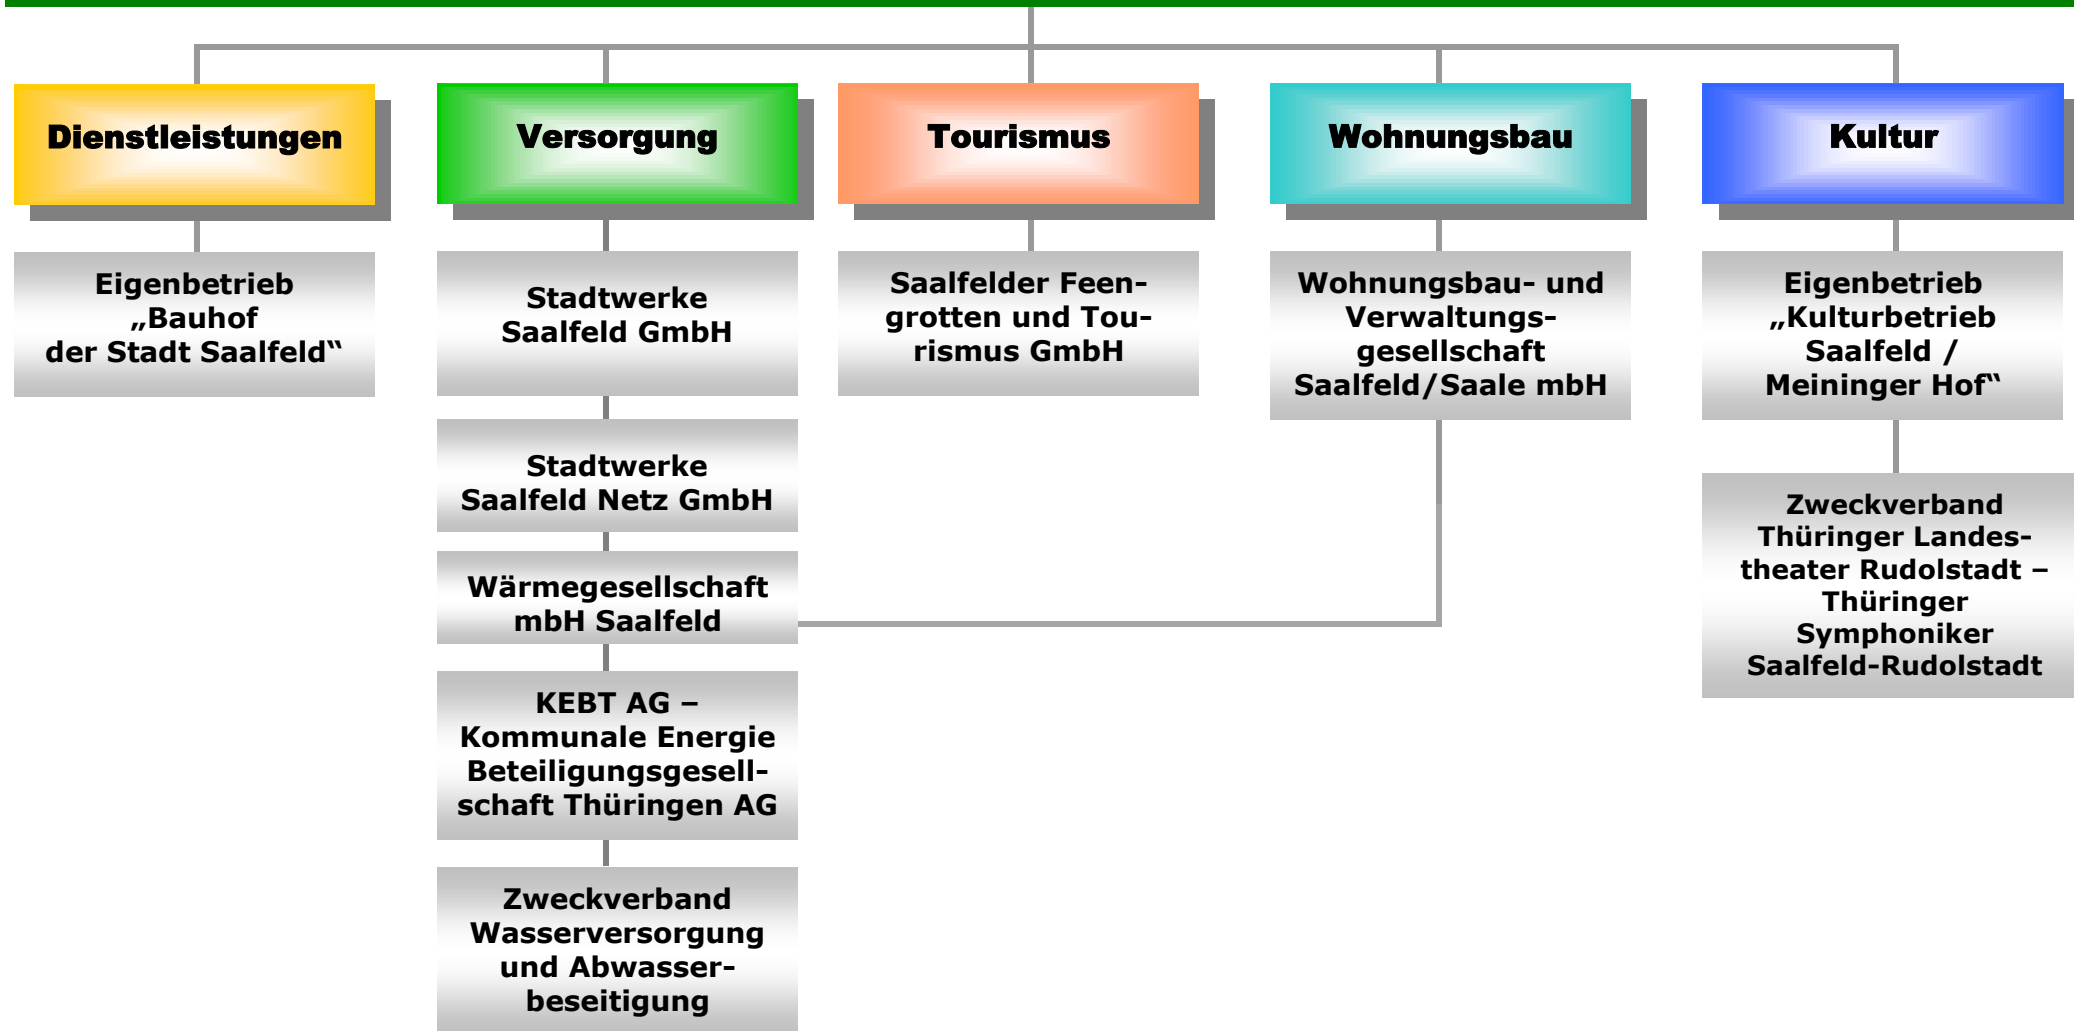 Dienstleistungen
Versorgung
Tourismus
Wohnungsbau
Kultur
Eigenbetrieb
„Bauhof
der Stadt Saalfeld“
Stadtwerke
Saalfeld GmbH
Stadtwerke
Saalfeld Netz GmbH
Wärmegesellschaft
mbH Saalfeld
KEBT AG –
Kommunale Energie
Beteiligungsgesell-
schaft Thüringen AG
Zweckverband
Wasserversorgung
und Abwasser-
beseitigung
Saalfelder Feen-
grotten und Tou-
rismus GmbH
Wohnungsbau- und
Verwaltungs-
gesellschaft
Saalfeld/Saale mbH
Eigenbetrieb
„Kulturbetrieb
Saalfeld /
Meininger Hof“
Zweckverband
Thüringer Landes-
theater Rudolstadt –
Thüringer
Symphoniker
Saalfeld-Rudolstadt